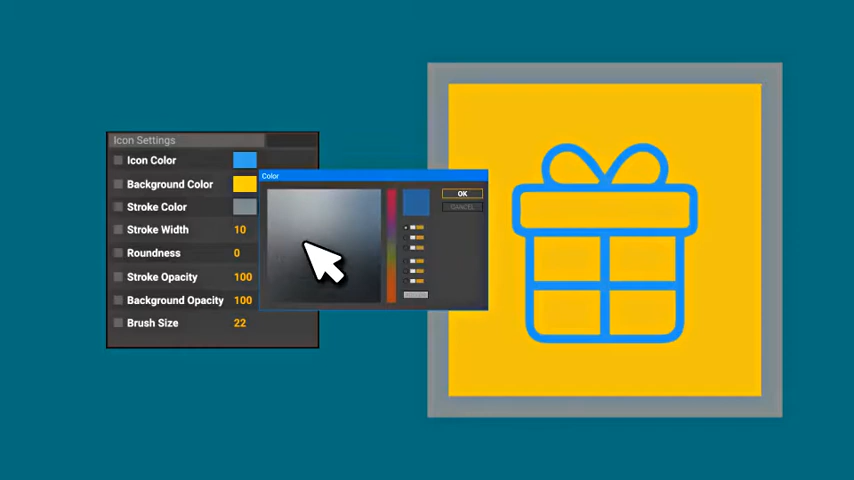 Icon Settings
Icon Color
Background Color
Stroke Color
Stroke Width 10
Roundness 0
Stroke Opacity 100
Background Opacity 100
Brush Size 22
Color
OK
CANCEL